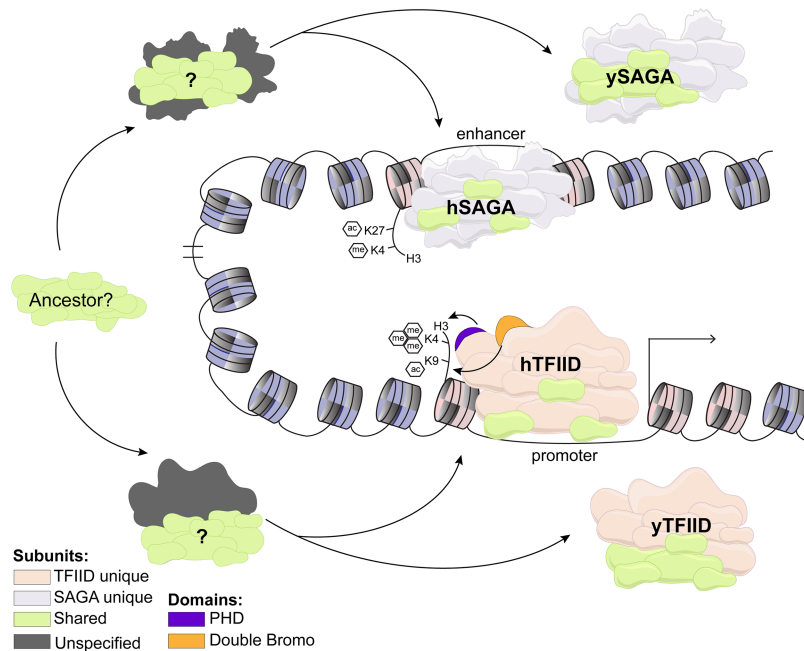 ?
ySAGA
enhancer
hSAGA
ac K27
me K4
H3
Ancestor?
H3
me
me K4
me
K9
ac
hTFIID
promoter
?
yTFIID
Subunits:
TFIID unique
SAGA unique
Shared
Unspecified
Domains:
PHD
Double Bromo